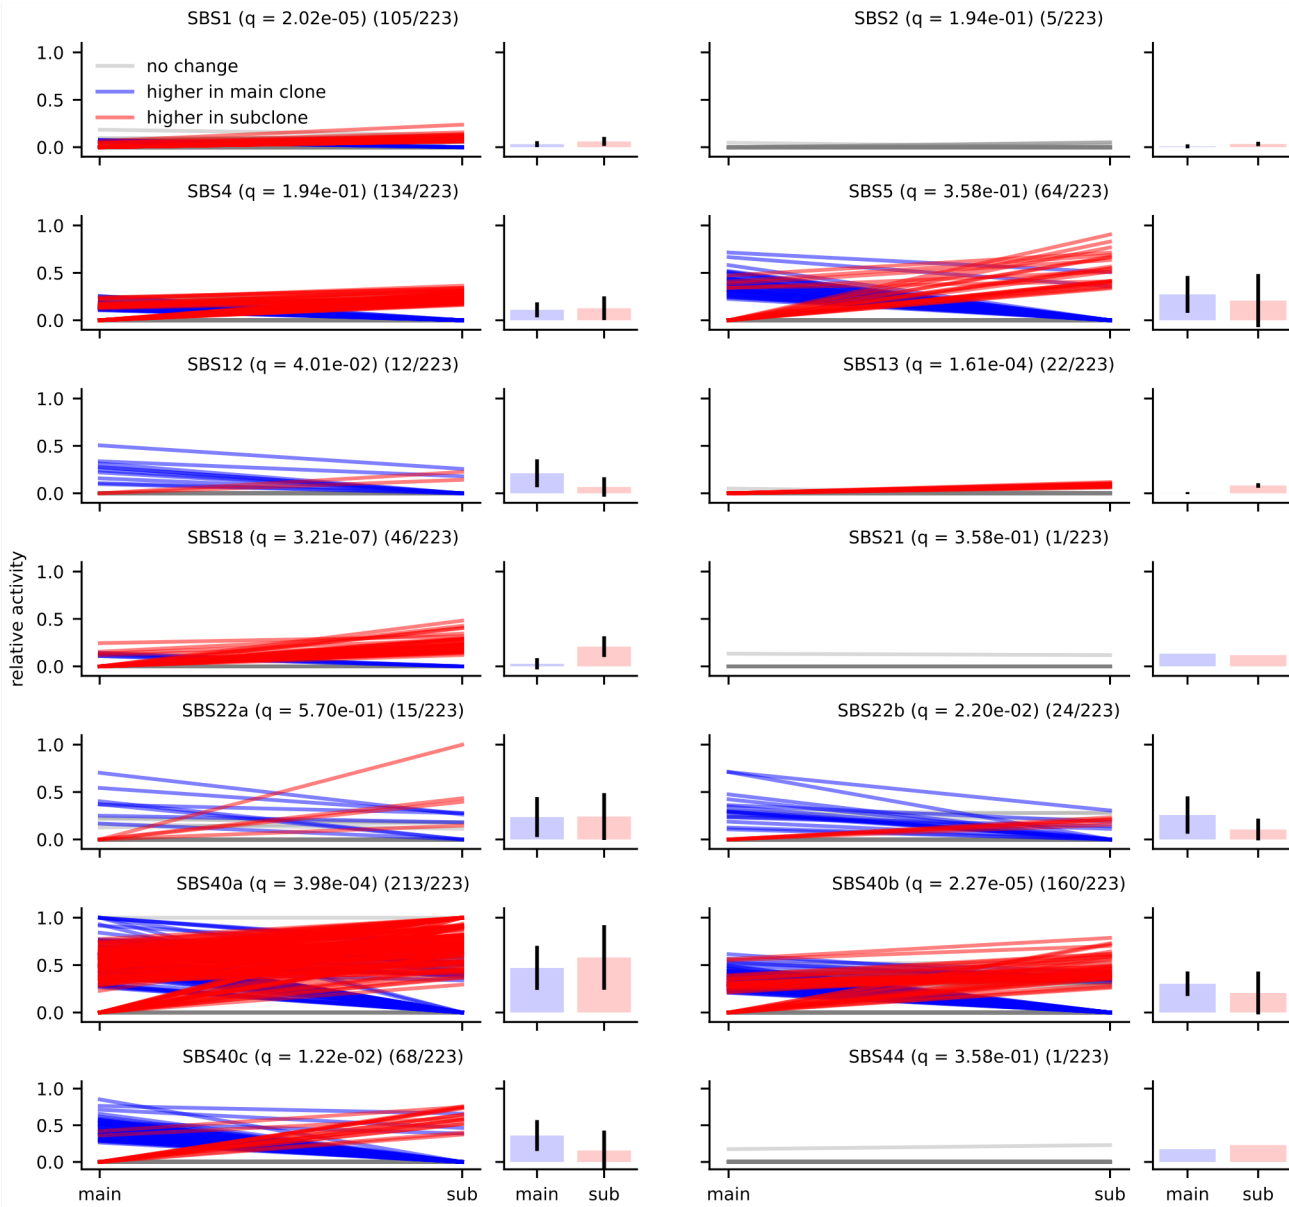 SBS1 (q = 2.02e-05) (105/223)
1.0
0.5
0.0
no change
higher in main clone
higher in subclone
SBS2 (q = 1.94e-01) (5/223)
SBS4 (q = 1.94e-01) (134/223)
1.0
0.5
0.0
SBS5 (q = 3.58e-01) (64/223)
SBS12 (q = 4.01e-02) (12/223)
1.0
0.5
0.0
SBS13 (q = 1.61e-04) (22/223)
relative activity
SBS18 (q = 3.21e-07) (46/223)
1.0
0.5
0.0
SBS21 (q = 3.58e-01) (1/223)
SBS22a (q = 5.70e-01) (15/223)
1.0
0.5
0.0
SBS22b (q = 2.20e-02) (24/223)
SBS40a (q = 3.98e-04) (213/223)
1.0
0.5
0.0
SBS40b (q = 2.27e-05) (160/223)
SBS40c (q = 1.22e-02) (68/223)
1.0
0.5
0.0
SBS44 (q = 3.58e-01) (1/223)
main sub main sub main sub main sub